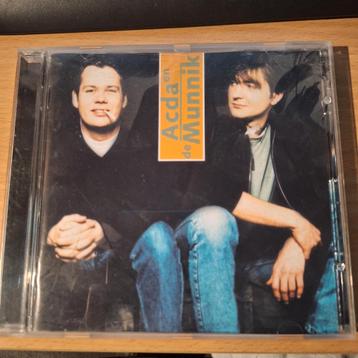 Acda en
de Munnik